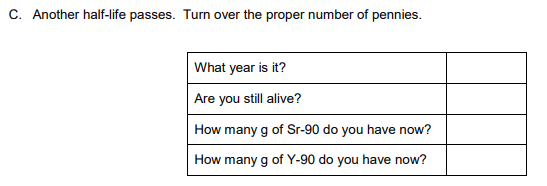 C. Another half-life passes. Turn over the proper number of pennies.
What year is it?
Are you still alive?
How many g of Sr-90 do you have now?
How many g of Y-90 do you have now?